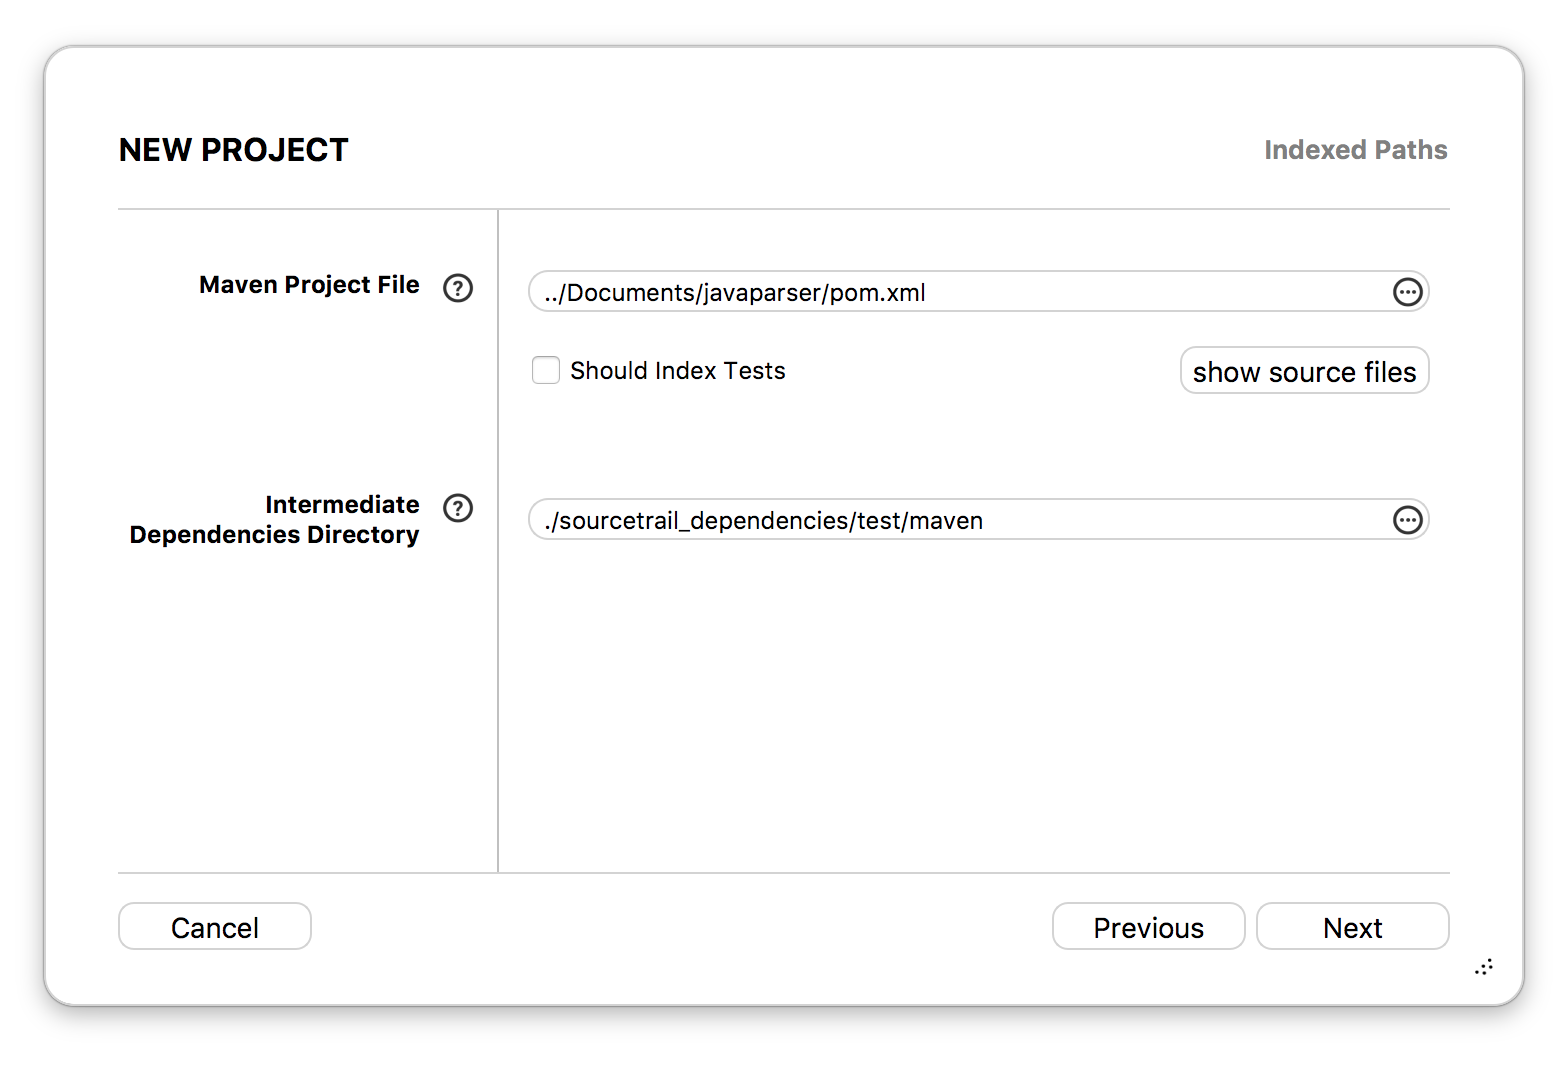 NEW PROJECT
Indexed Paths
Maven Project File
?
../Documents/javaparser/pom.xml
Should Index Tests
show source files
Intermediate
Dependencies Directory
?
./sourcetrail_dependencies/test/maven
Cancel
Previous
Next